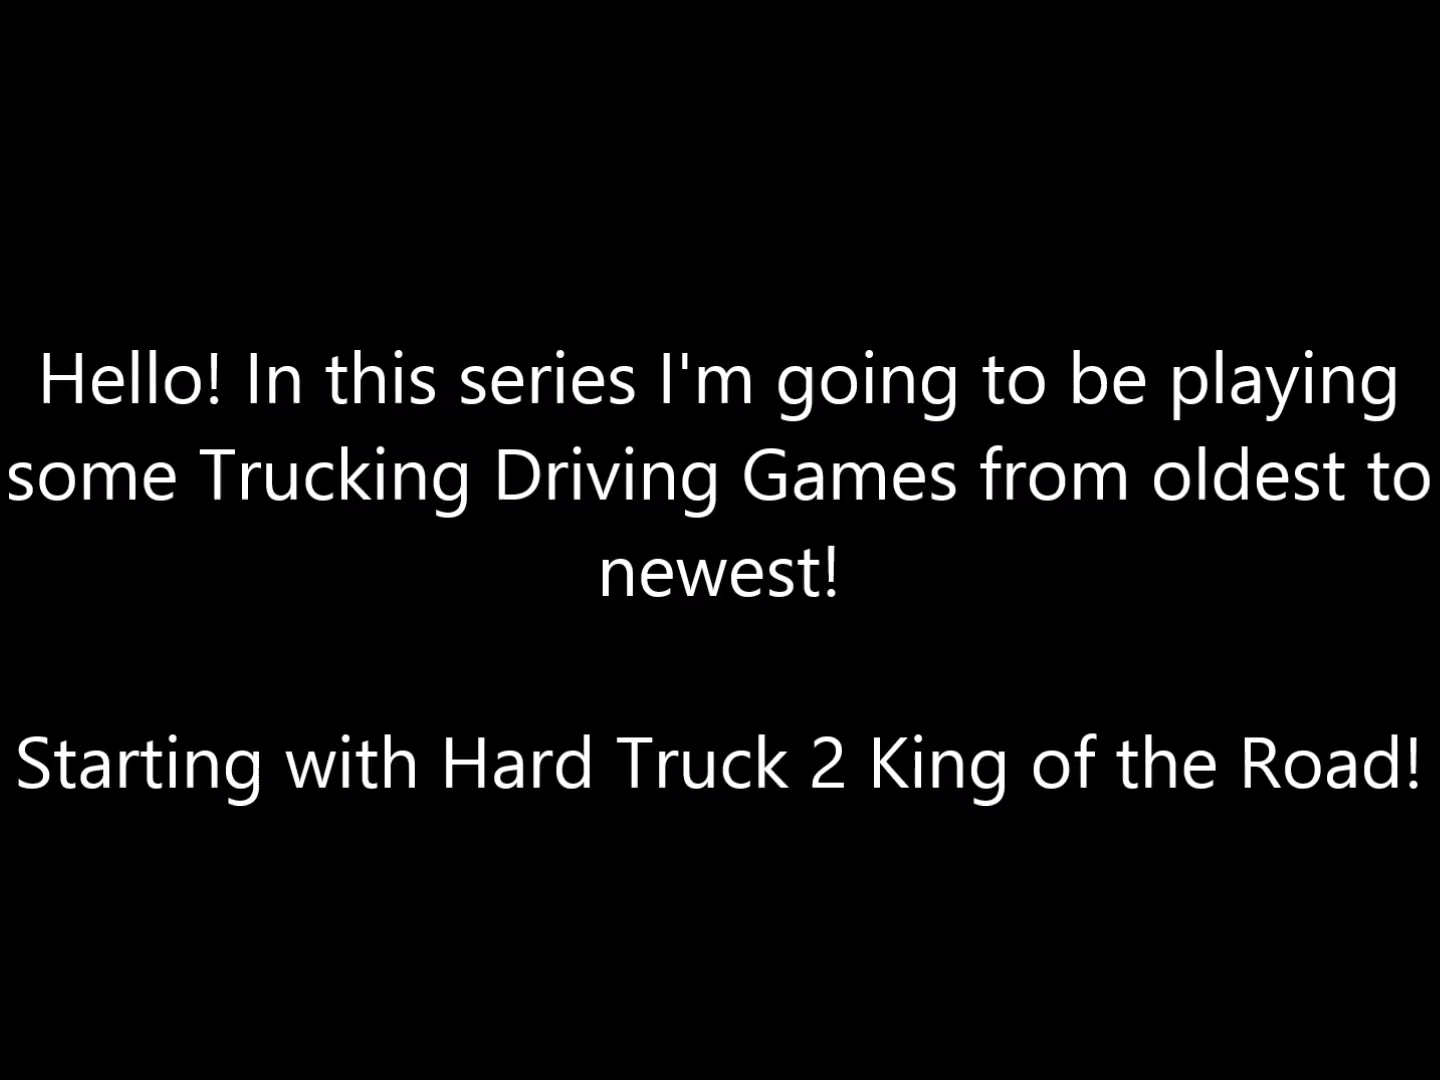 Hello! In this series I'm going to be playing
some Trucking Driving Games from oldest to
newest!
Starting with Hard Truck 2 King of the Road!